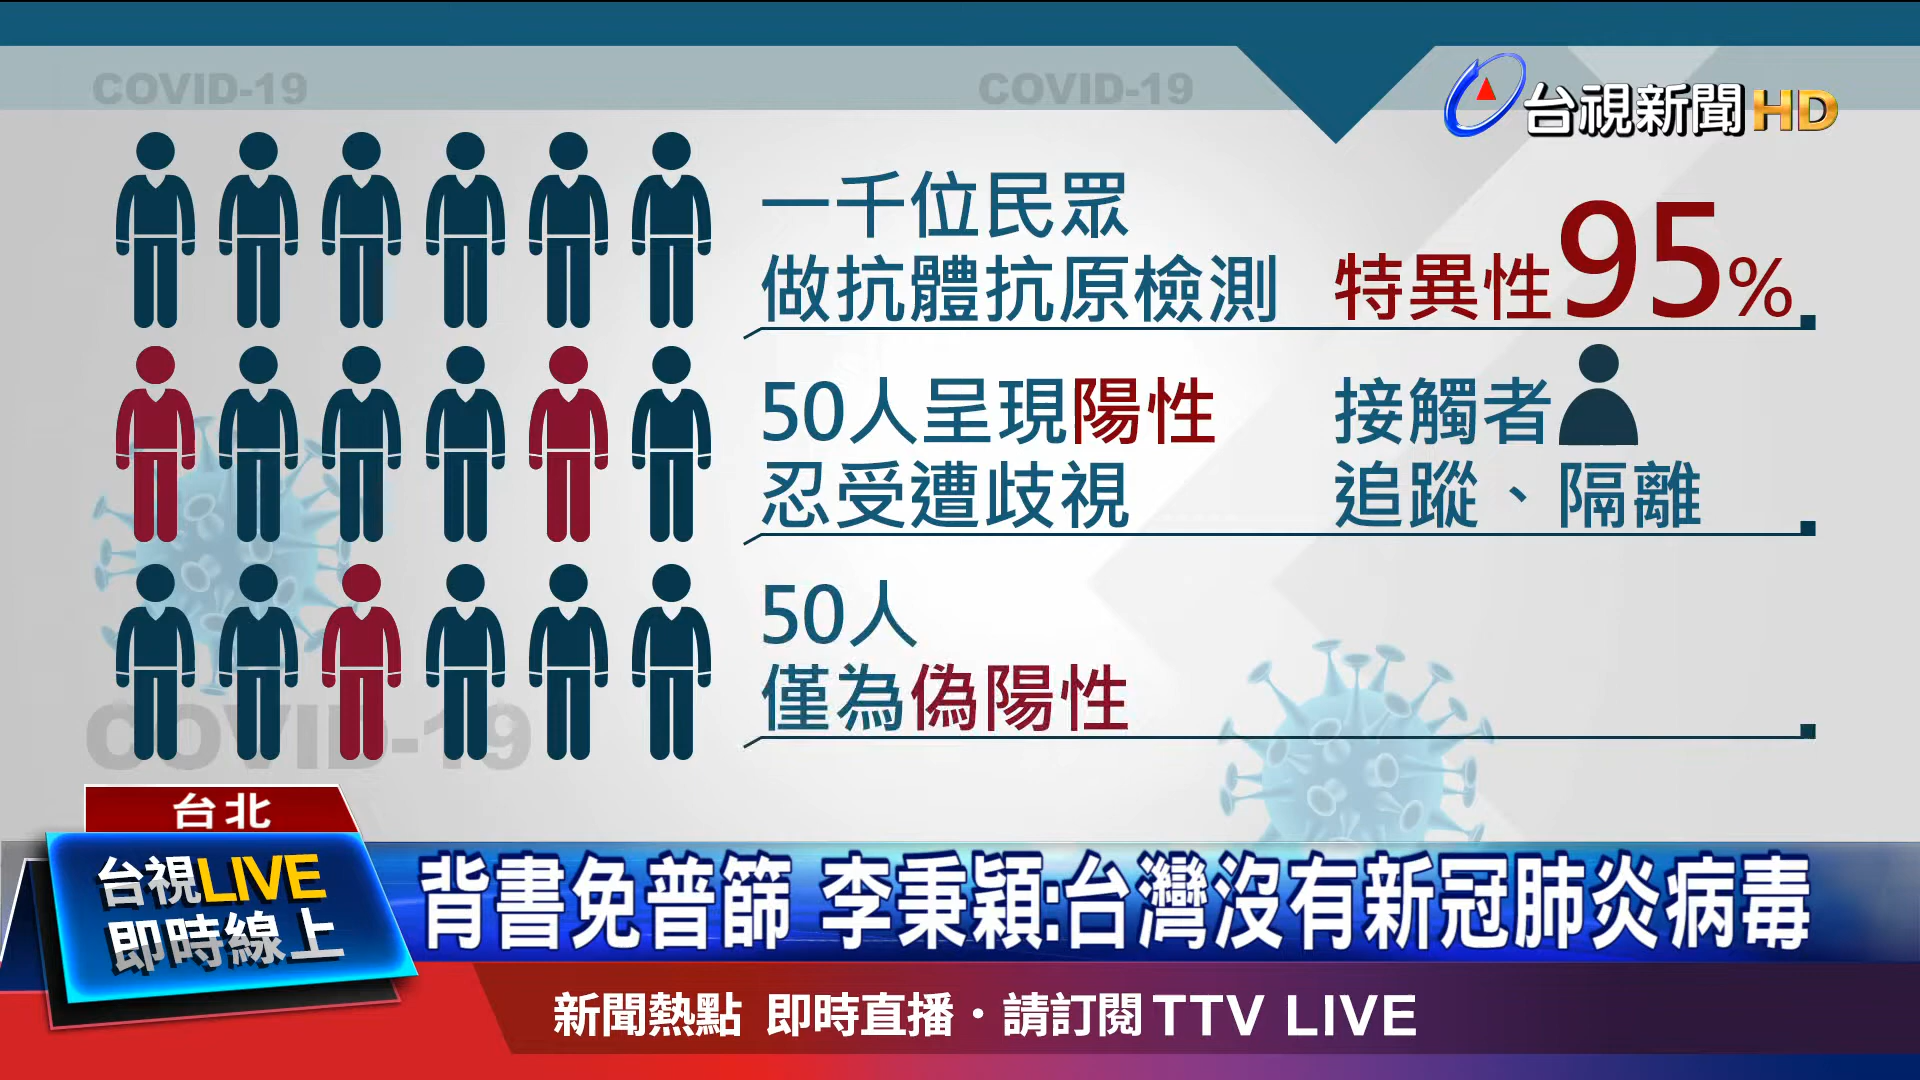 COVID-19
COVID-19
台視新聞HD
一千位民眾
做抗體抗原檢測
特異性95%
50人呈現陽性
忍受遭歧視
接觸者
追蹤、隔離
50人
僅為偽陽性
COVID-19
台北
台視LIVE
即時線上
背書免普篩 李秉穎:台灣沒有新冠肺炎病毒
新聞熱點 即時直播・請訂閱TTV LIVE